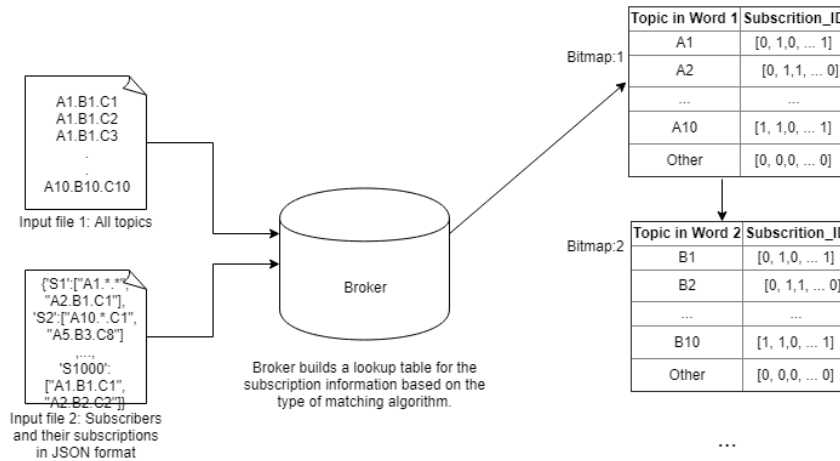 A1.B1.C1
A1.B1.C2
A1.B1.C3
.
.
A10.B10.C10
Input file 1: All topics
{'S1':["A1.*.*",
"A2.B1.C1"],
'S2':["A10.*.C1",
"A5.B3.C8"]
,...,
'S1000':
["A1.B1.C1",
"A2.B2.C2"]}
Input file 2: Subscribers
and their subscriptions
in JSON format
Broker
Broker builds a lookup table for the
subscription information based on the
type of matching algorithm.
Bitmap:1
Topic in Word 1 Subscrition_ID
A1 [0, 1,0, ... 1]
A2 [0, 1,1, ... 0]
... ...
A10 [1, 1,0, ... 1]
Other [0, 0,0, ... 0]
Bitmap:2
Topic in Word 2 Subscrition_ID
B1 [0, 1,0, ... 1]
B2 [0, 1,1, ... 0]
... ...
B10 [1, 1,0, ... 1]
Other [0, 0,0, ... 0]
...